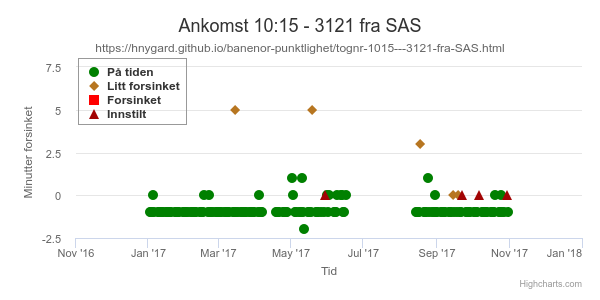 Ankomst 10:15 - 3121 fra SAS
https://hnygard.github.io/banenor-punktlighet/tognr-1015---3121-fra-SAS.html
På tiden
Litt forsinket
Forsinket
Innstilt
Minutter forsinket
7.5
5
2.5
0
-2.5
Nov '16 Jan '17 Mar '17 May '17 Jul '17 Sep '17 Nov '17 Jan '18
Tid
Highcharts.com